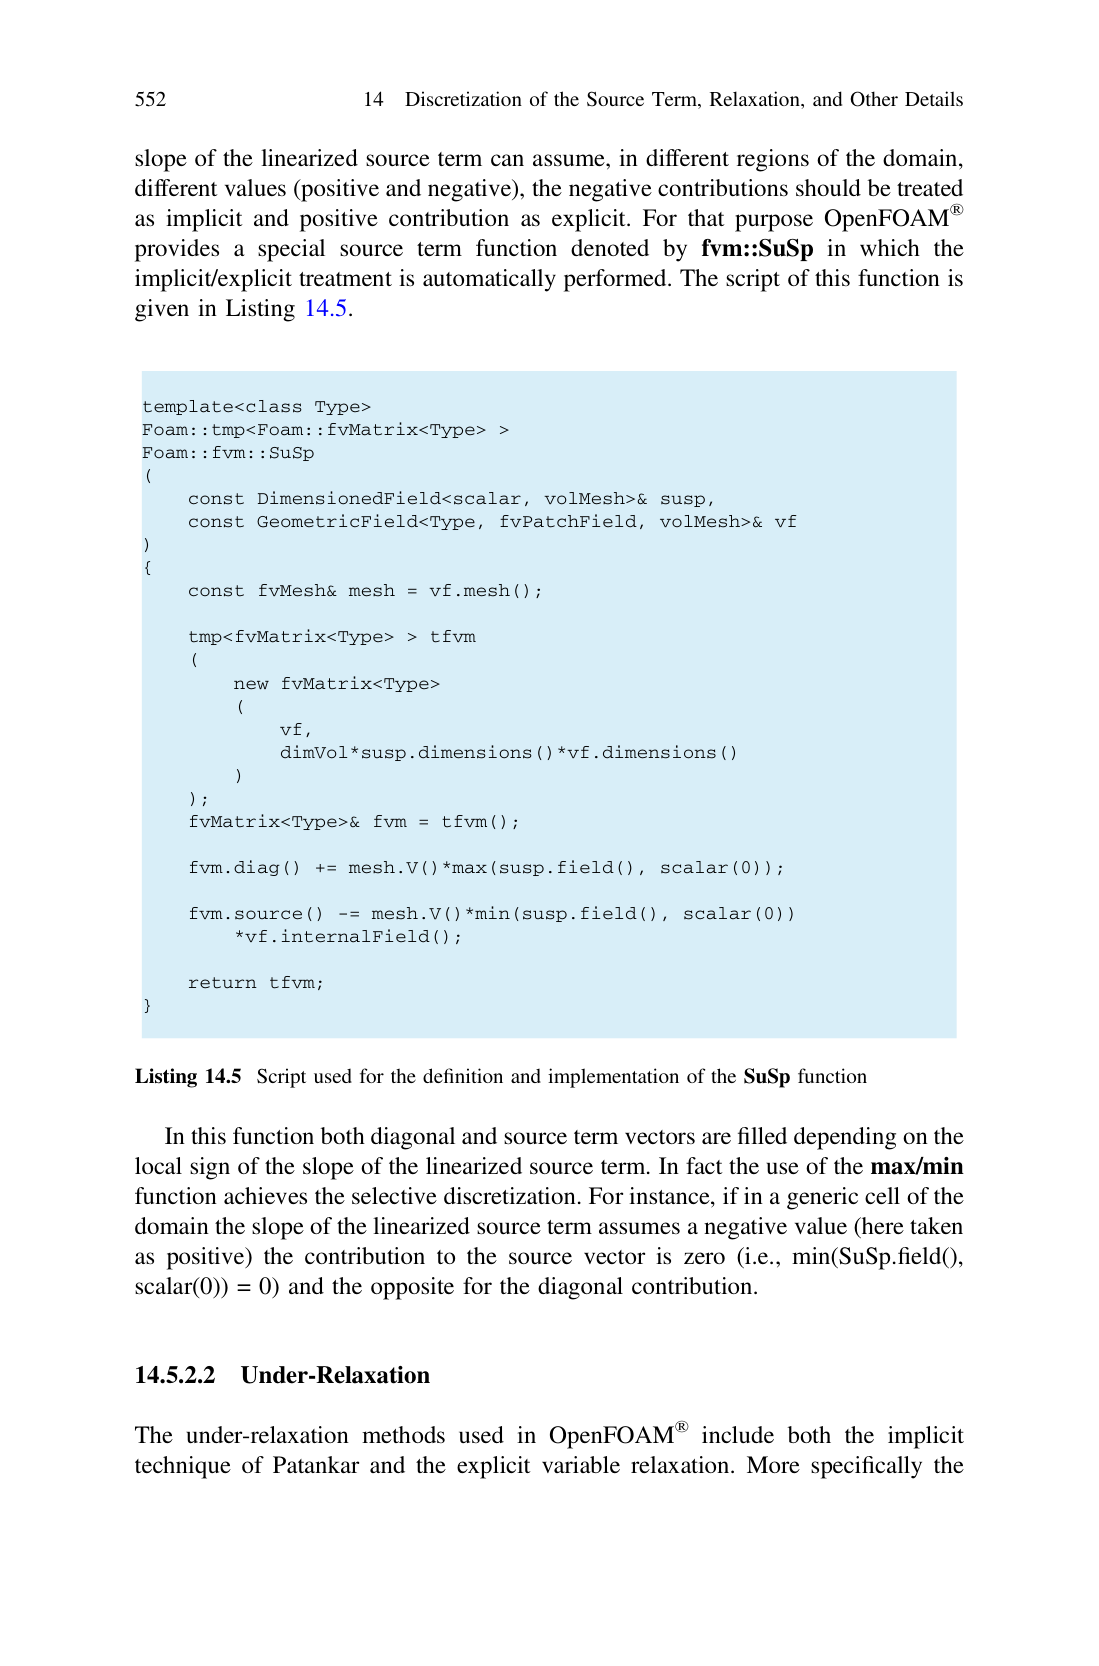 552 14 Discretization of the Source Term, Relaxation, and Other Details
slope of the linearized source term can assume, in different regions of the domain,
different values (positive and negative), the negative contributions should be treated
as implicit and positive contribution as explicit. For that purpose OpenFOAM®
provides a special source term function denoted by fvm::SuSp in which the
implicit/explicit treatment is automatically performed. The script of this function is
given in Listing 14.5.
template<class Type>
Foam::tmp<Foam::fvMatrix<Type> >
Foam::fvm::SuSp
(
    const DimensionedField<scalar, volMesh>& susp,
    const GeometricField<Type, fvPatchField, volMesh>& vf
)
{
    const fvMesh& mesh = vf.mesh();
    tmp<fvMatrix<Type> > tfvm
    (
        new fvMatrix<Type>
        (
            vf,
            dimVol*susp.dimensions()*vf.dimensions()
        )
    );
    fvMatrix<Type>& fvm = tfvm();
    fvm.diag() += mesh.V()*max(susp.field(), scalar(0));
    fvm.source() -= mesh.V()*min(susp.field(), scalar(0))
        *vf.internalField();
    return tfvm;
}
Listing 14.5 Script used for the definition and implementation of the SuSp function
In this function both diagonal and source term vectors are filled depending on the
local sign of the slope of the linearized source term. In fact the use of the max/min
function achieves the selective discretization. For instance, if in a generic cell of the
domain the slope of the linearized source term assumes a negative value (here taken
as positive) the contribution to the source vector is zero (i.e., min(SuSp.field(),
scalar(0)) = 0) and the opposite for the diagonal contribution.
14.5.2.2 Under-Relaxation
The under-relaxation methods used in OpenFOAM® include both the implicit
technique of Patankar and the explicit variable relaxation. More specifically the